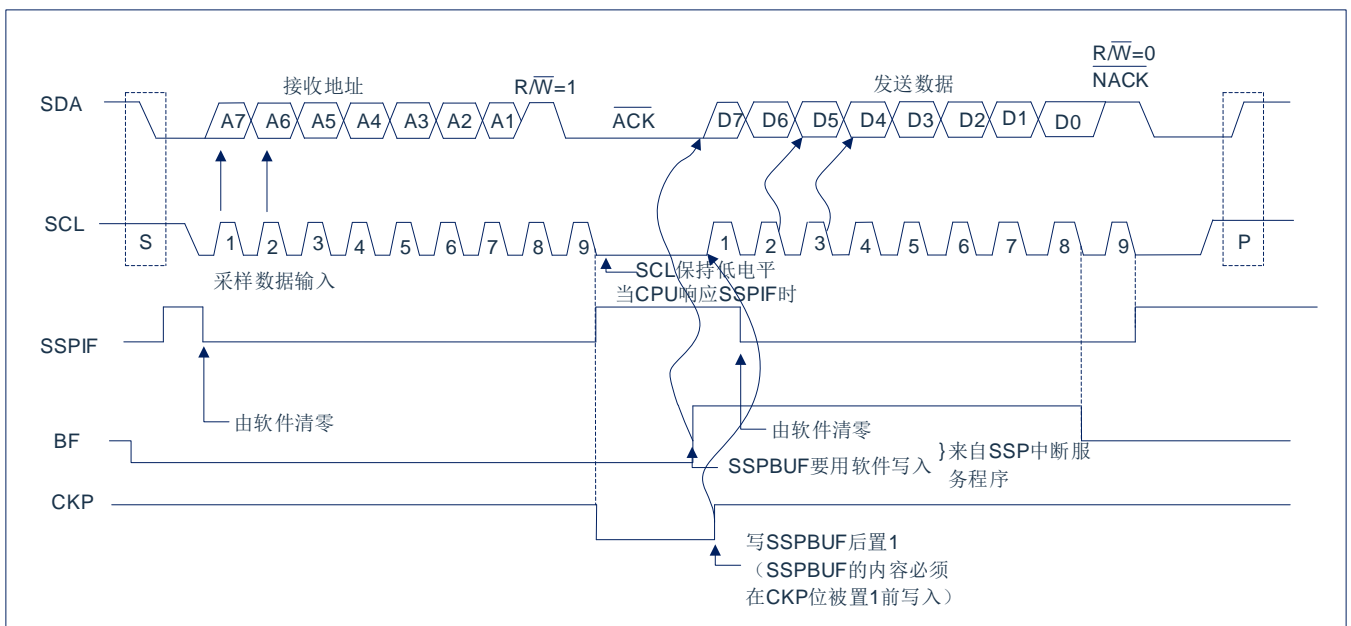 R/W̅=0
R/W̅=1
N̅A̅C̅K̅
接收地址
发送数据
SDA
A7 A6 A5 A4 A3 A2 A1
A̅C̅K̅
D7 D6 D5 D4 D3 D2 D1 D0
SCL
S
1 2 3 4 5 6 7 8 9
1 2 3 4 5 6 7 8 9
P
采样数据输入
SCL保持低电平
当CPU响应SSPIF时
SSPIF
由软件清零
由软件清零
BF
SSPBUF要用软件写入
}来自SSP中断服
务程序
CKP
写SSPBUF后置1
（SSPBUF的内容必须
在CKP位被置1前写入）